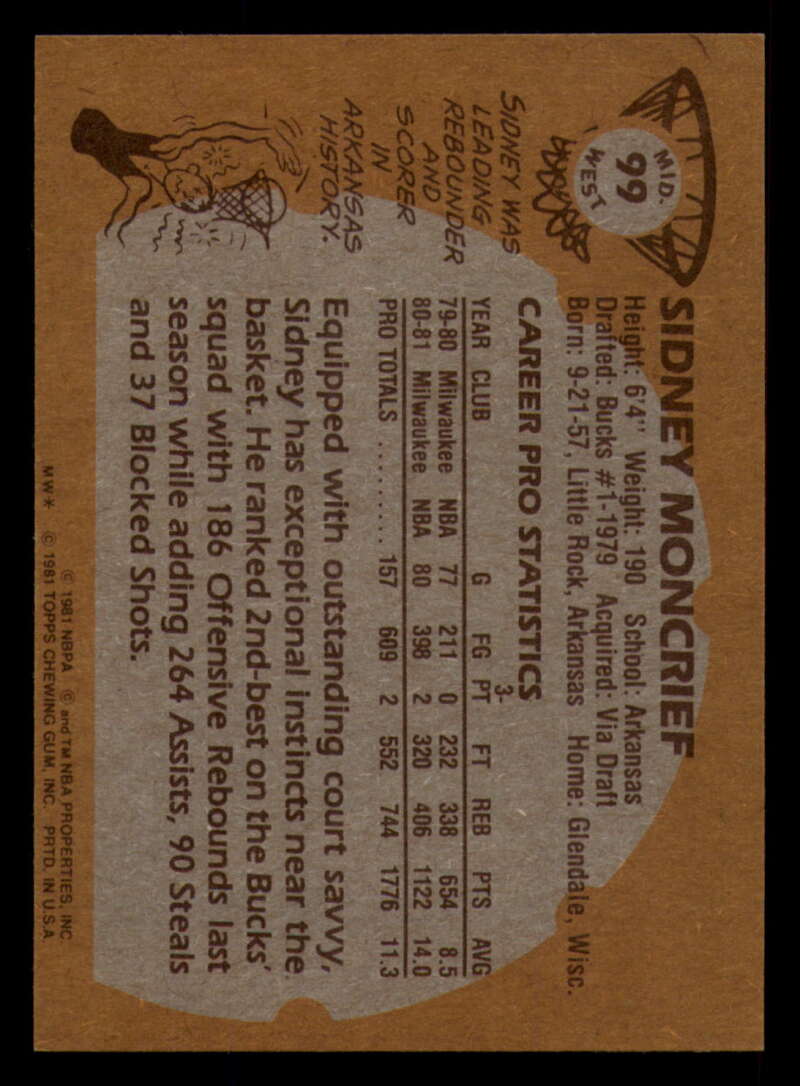 MID.
99
WEST
SIDNEY MONCRIEF
Height: 6'4" Weight: 190 School: Arkansas
Drafted: Bucks #1-1979 Acquired: Via Draft
Born: 9-21-57, Little Rock, Arkansas Home: Glendale, Wisc.
CAREER PRO STATISTICS
YEAR CLUB G FG 3-PT FT REB PTS AVG
79-80 Milwaukee NBA 77 211 0 232 338 654 8.5
80-81 Milwaukee NBA 80 398 2 320 406 1122 14.0
PRO TOTALS .......... 157 609 2 552 744 1776 11.3
SIDNEY WAS
LEADING
REBOUNDER
AND
SCORER
IN
ARKANSAS
HISTORY.
Equipped with outstanding court savvy,
Sidney has exceptional instincts near the
basket. He ranked 2nd-best on the Bucks'
squad with 186 Offensive Rebounds last
season while adding 264 Assists, 90 Steals
and 37 Blocked Shots.
© 1981 NBPA © and TM NBA PROPERTIES, INC.
MW* © 1981 TOPPS CHEWING GUM, INC. PRTD. IN U.S.A.